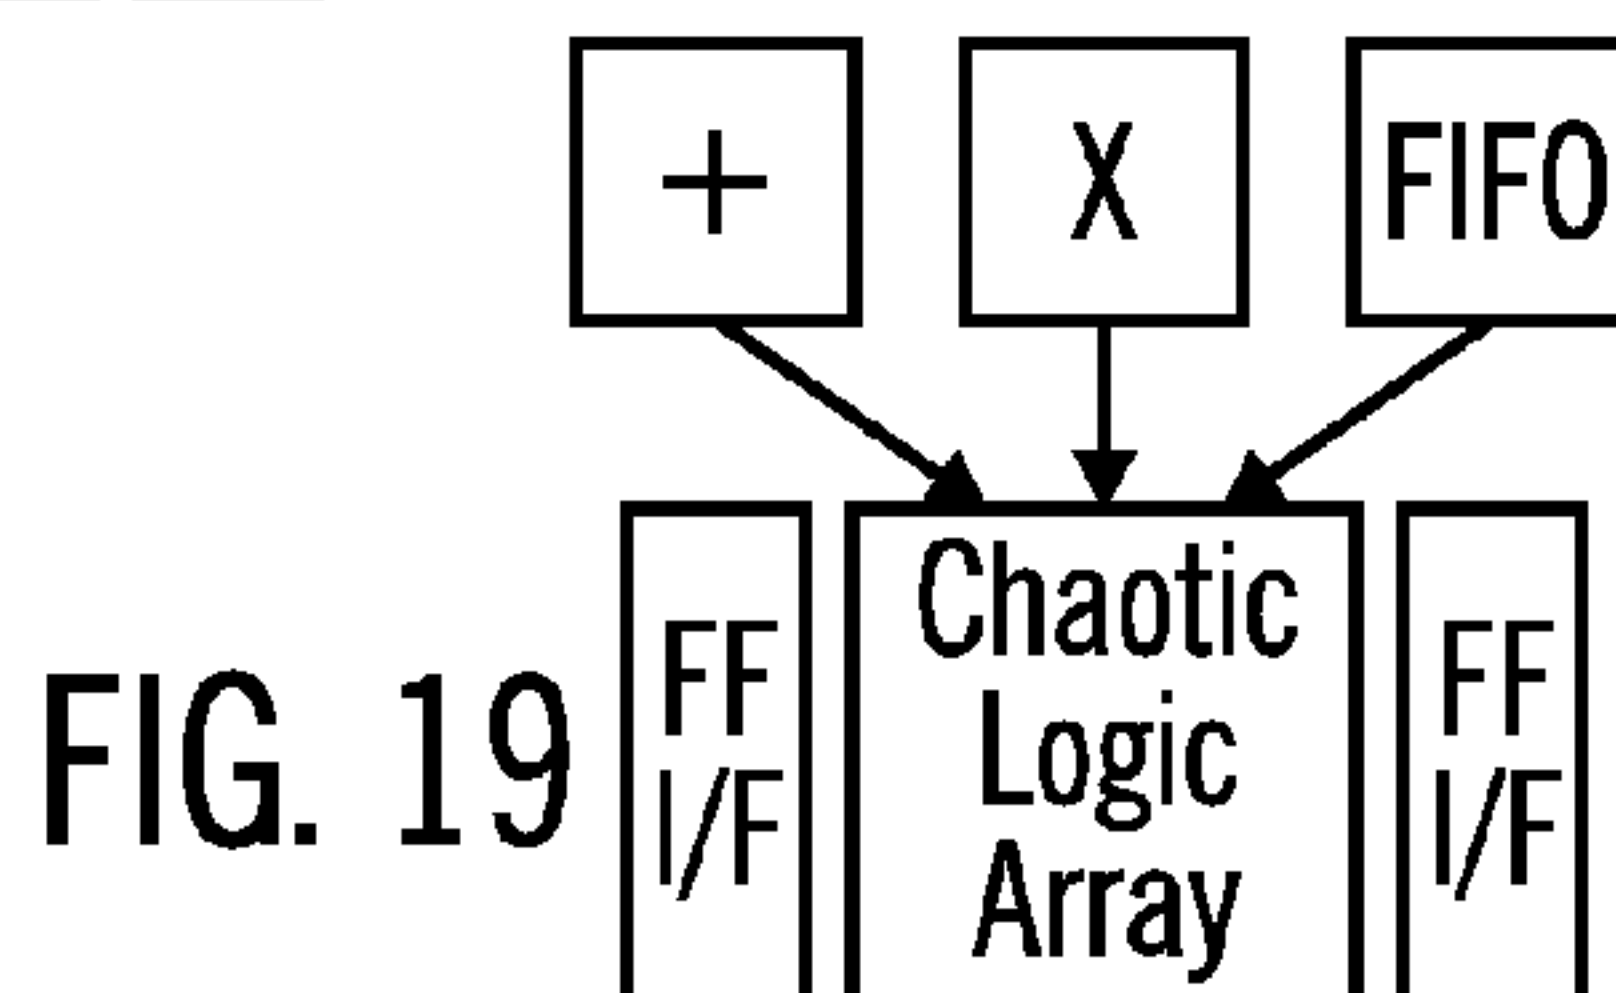 +
X
FIFO
FIG. 19
FF
I/F
Chaotic
Logic
Array
FF
I/F